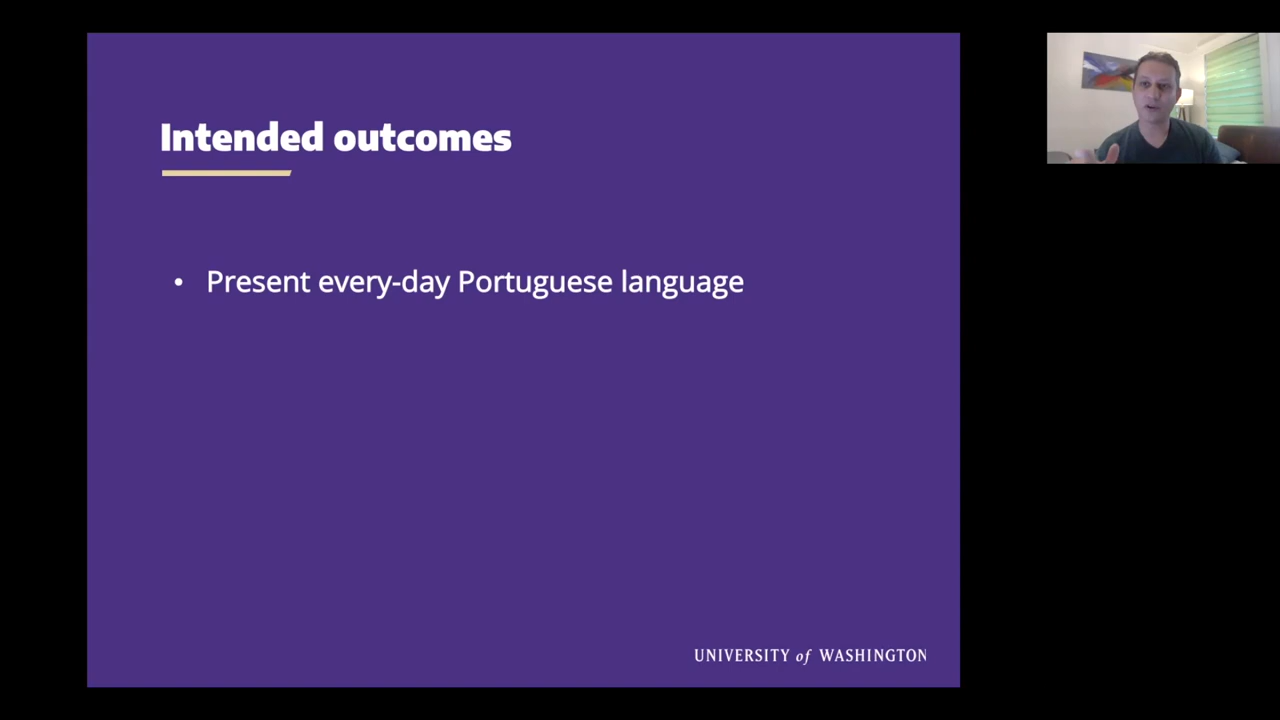 Intended outcomes
• Present every-day Portuguese language
UNIVERSITY of WASHINGTON